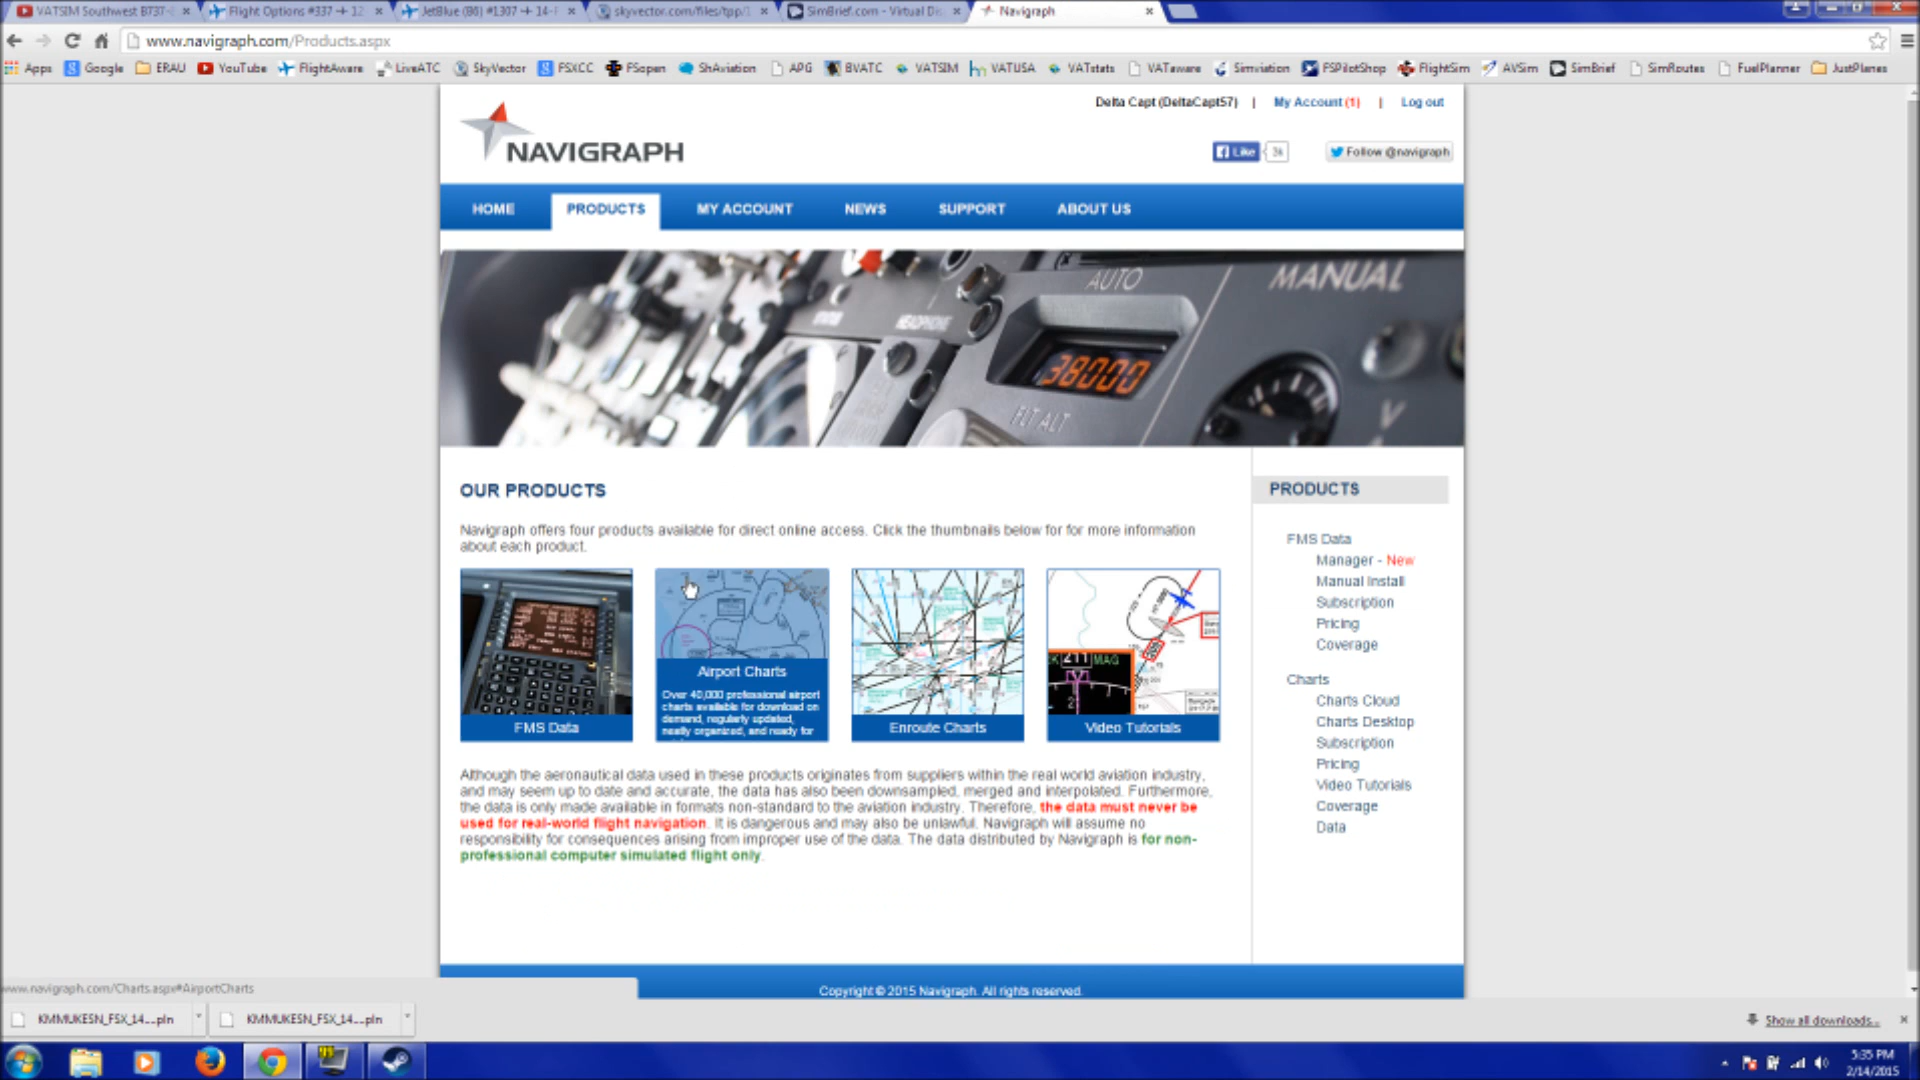 VATSIM Southwest B737-
Flight Options #337 → 12
JetBlue (B6) #1307 → 14-F
skyvector.com/files/tpp/1
SimBrief.com - Virtual Dis
Navigraph
www.navigraph.com/Products.aspx
Apps Google ERAU YouTube FlightAware LiveATC SkyVector FSXCC FSopen ShAviation APG BVATC VATSIM VATUSA VATstats VATaware Simviation FSPilotShop FlightSim AVSim SimBrief SimRoutes FuelPlanner JustPlanes
Delta Capt (DeltaCapt57) | My Account (1) | Log out
NAVIGRAPH
Like 3k Follow @navigraph
HOME PRODUCTS MY ACCOUNT NEWS SUPPORT ABOUT US
AUTO MANUAL
HEADPHONE
38000
FLT ALT
OUR PRODUCTS
Navigraph offers four products available for direct online access. Click the thumbnails below for for more information
about each product.
FMS Data
Airport Charts
Over 40,000 professional airport
charts available for download on
demand, regularly updated,
neatly organized, and ready for
Enroute Charts
211 MAG
Video Tutorials
Although the aeronautical data used in these products originates from suppliers within the real world aviation industry,
and may seem up to date and accurate, the data has also been downsampled, merged and interpolated. Furthermore,
the data is only made available in formats non-standard to the aviation industry. Therefore, the data must never be
used for real-world flight navigation. It is dangerous and may also be unlawful. Navigraph will assume no
responsibility for consequences arising from improper use of the data. The data distributed by Navigraph is for non-
professional computer simulated flight only.
PRODUCTS
FMS Data
Manager - New
Manual Install
Subscription
Pricing
Coverage
Charts
Charts Cloud
Charts Desktop
Subscription
Pricing
Video Tutorials
Coverage
Data
Copyright © 2015 Navigraph. All rights reserved.
www.navigraph.com/Charts.aspx#AirportCharts
KMMUKESN_FSX_14....pln
KMMUKESN_FSX_14....pln
Show all downloads...
5:35 PM
2/14/2015